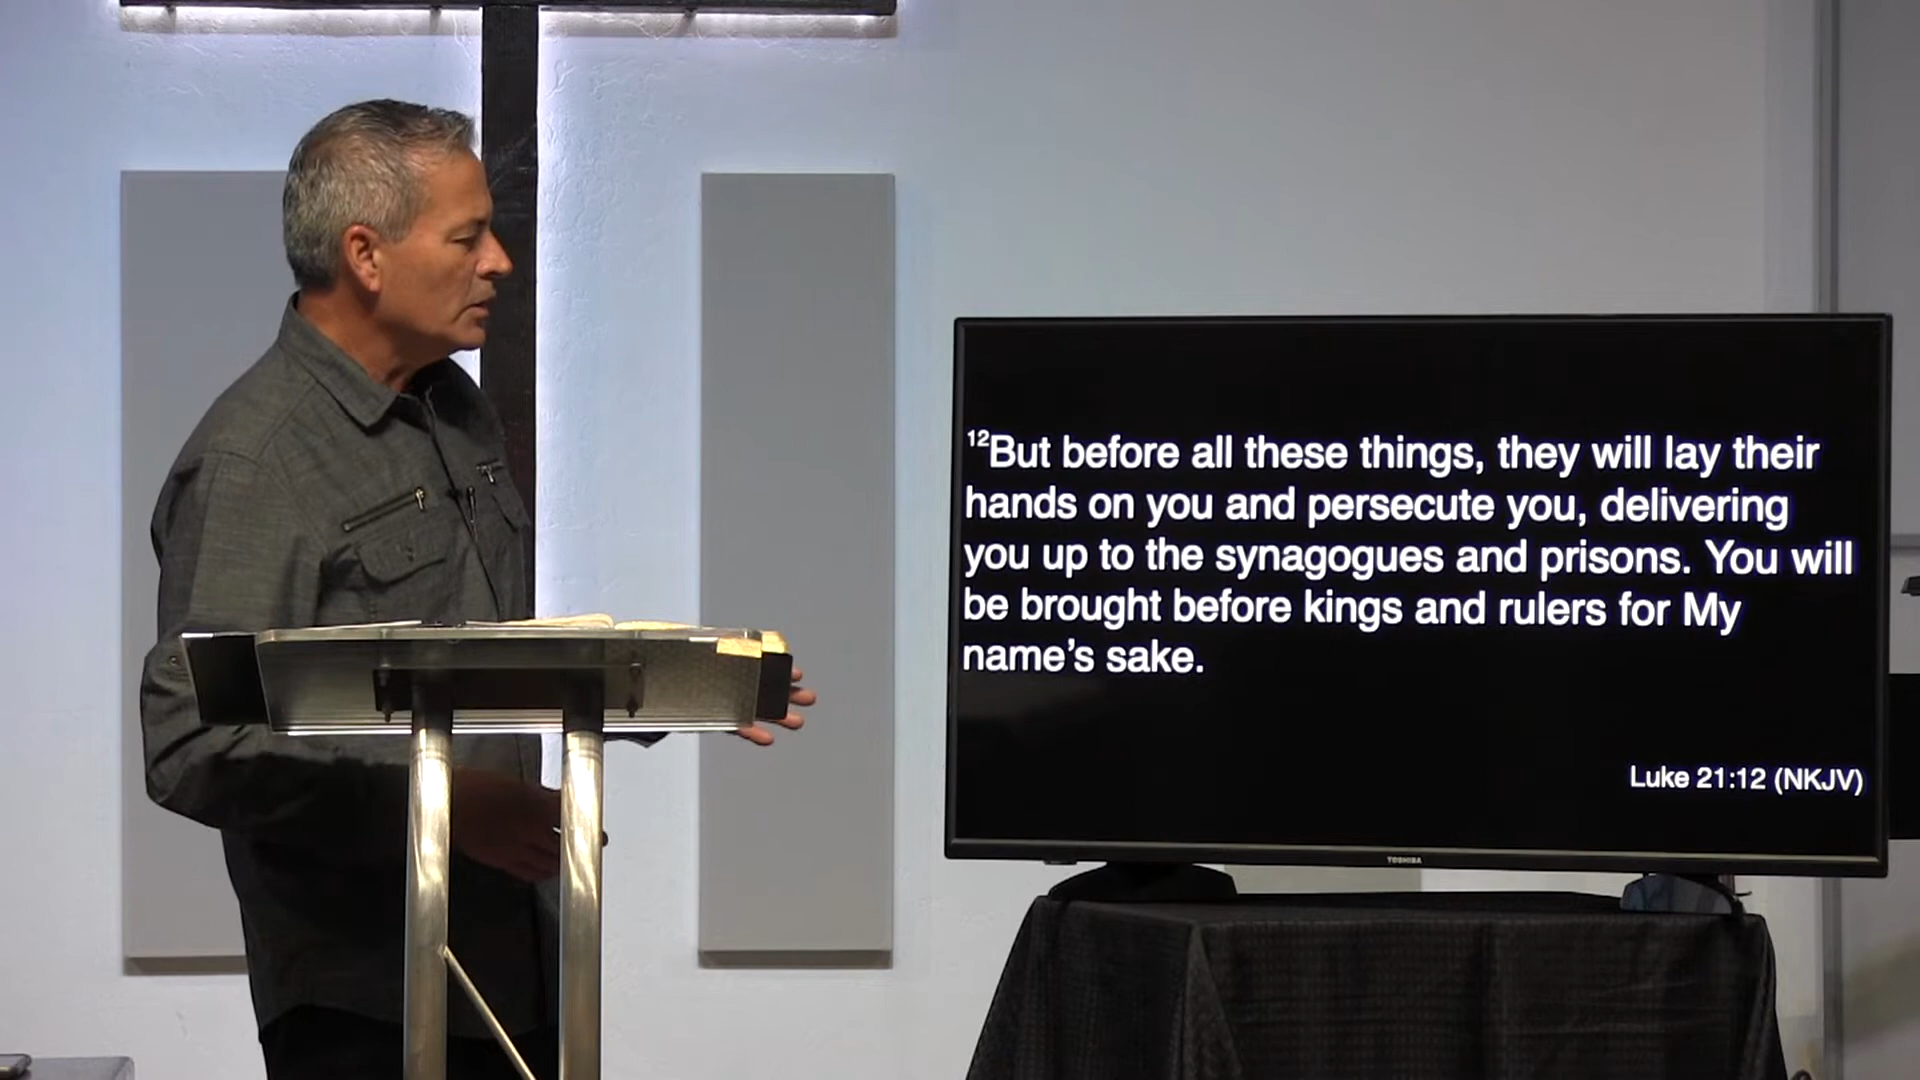 12But before all these things, they will lay their
hands on you and persecute you, delivering
you up to the synagogues and prisons. You will
be brought before kings and rulers for My
name’s sake.
Luke 21:12 (NKJV)
TOSHIBA